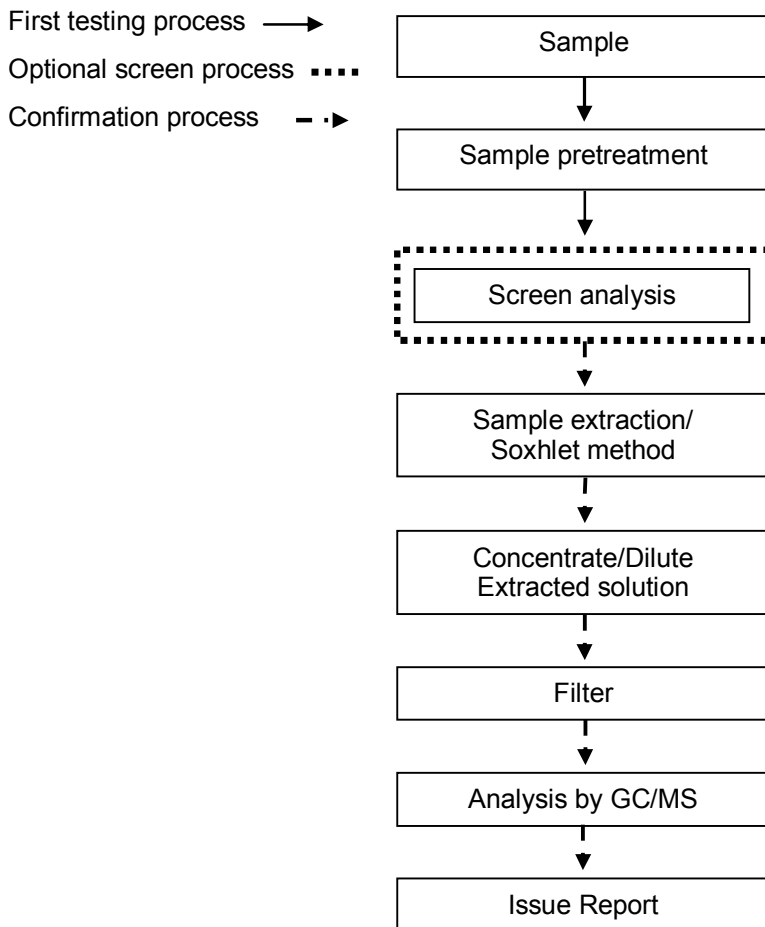 First testing process
Optional screen process
Confirmation process
Sample
Sample pretreatment
Screen analysis
Sample extraction/
Soxhlet method
Concentrate/Dilute
Extracted solution
Filter
Analysis by GC/MS
Issue Report